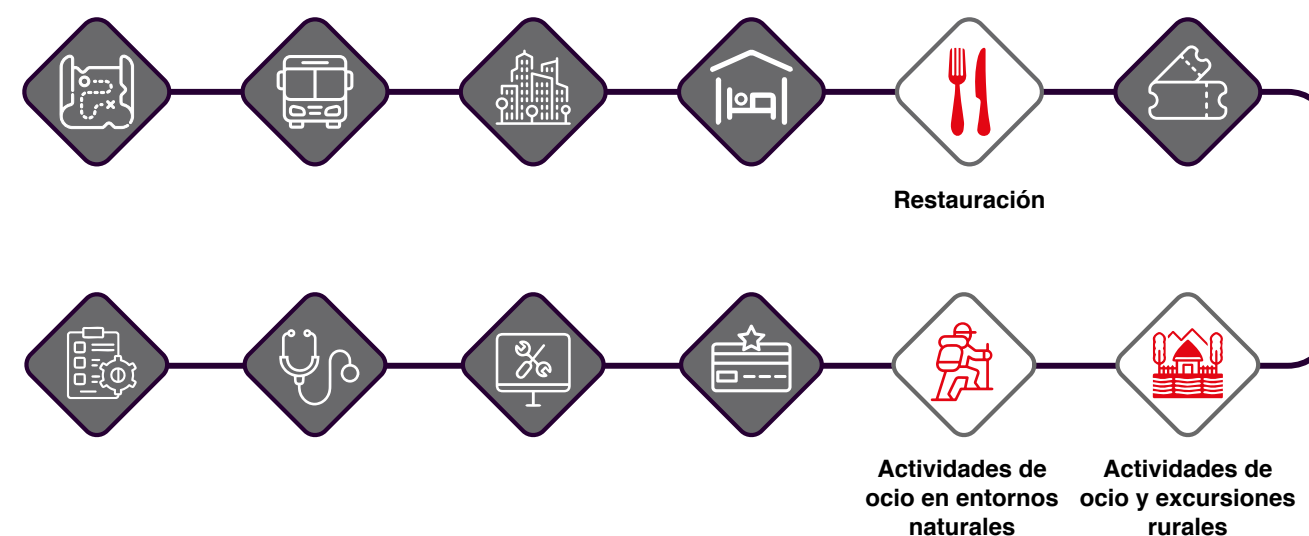 Restauración
Actividades de
ocio en entornos
naturales
Actividades de
ocio y excursiones
rurales